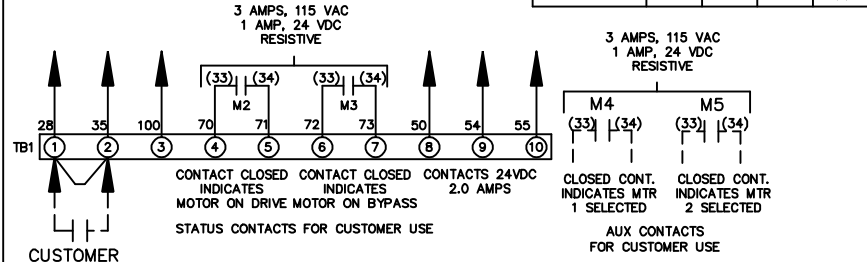 3 AMPS, 115 VAC
1 AMP, 24 VDC
RESISTIVE
3 AMPS, 115 VAC
1 AMP, 24 VDC
RESISTIVE
(33) (34) (33) (34)
M2 M3
M4 M5
(33) (34) (33) (34)
28 35 100 70 71 72 73 50 54 55
TB1 1 2 3 4 5 6 7 8 9 10
CONTACT CLOSED
INDICATES
MOTOR ON DRIVE
CONTACT CLOSED
INDICATES
MOTOR ON BYPASS
CONTACTS 24VDC
2.0 AMPS
STATUS CONTACTS FOR CUSTOMER USE
CUSTOMER
CLOSED CONT.
INDICATES MTR
1 SELECTED
CLOSED CONT.
INDICATES MTR
2 SELECTED
AUX CONTACTS
FOR CUSTOMER USE